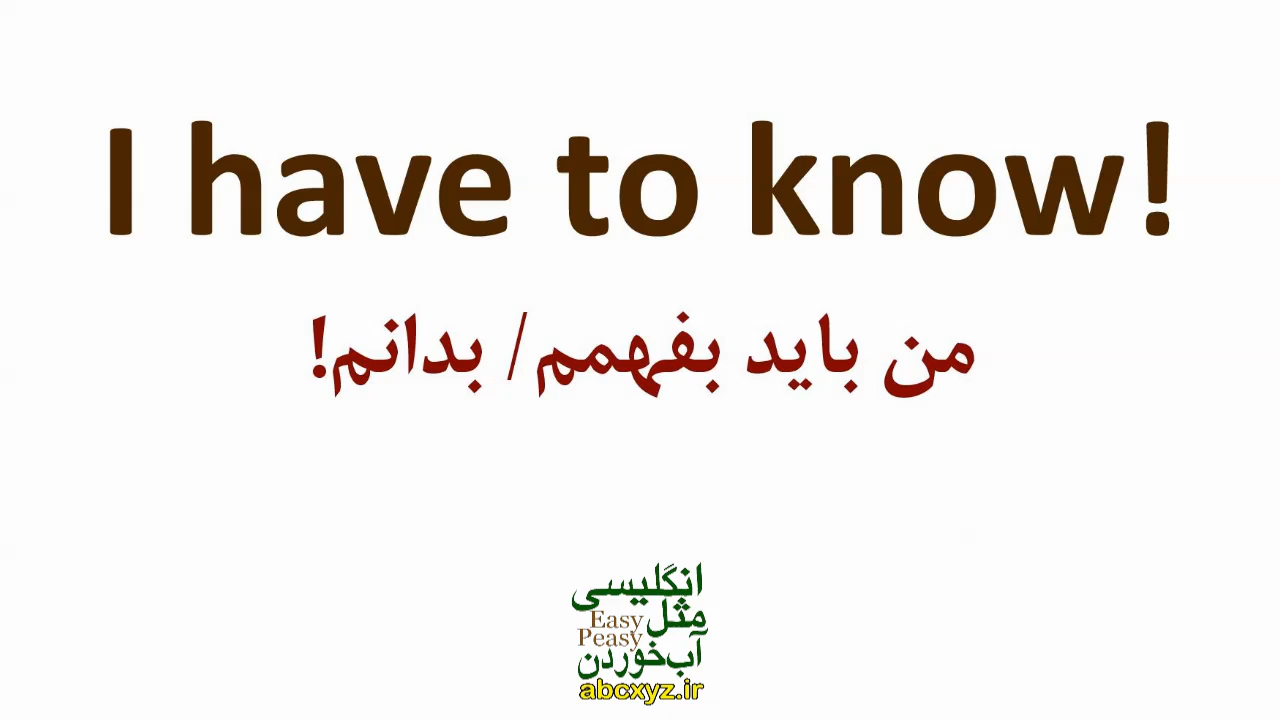 I have to know!
من باید بفهمم/ بدانم!
انگلیسی
مثل
Easy
Peasy
آب‌خوردن
abcxyz.ir